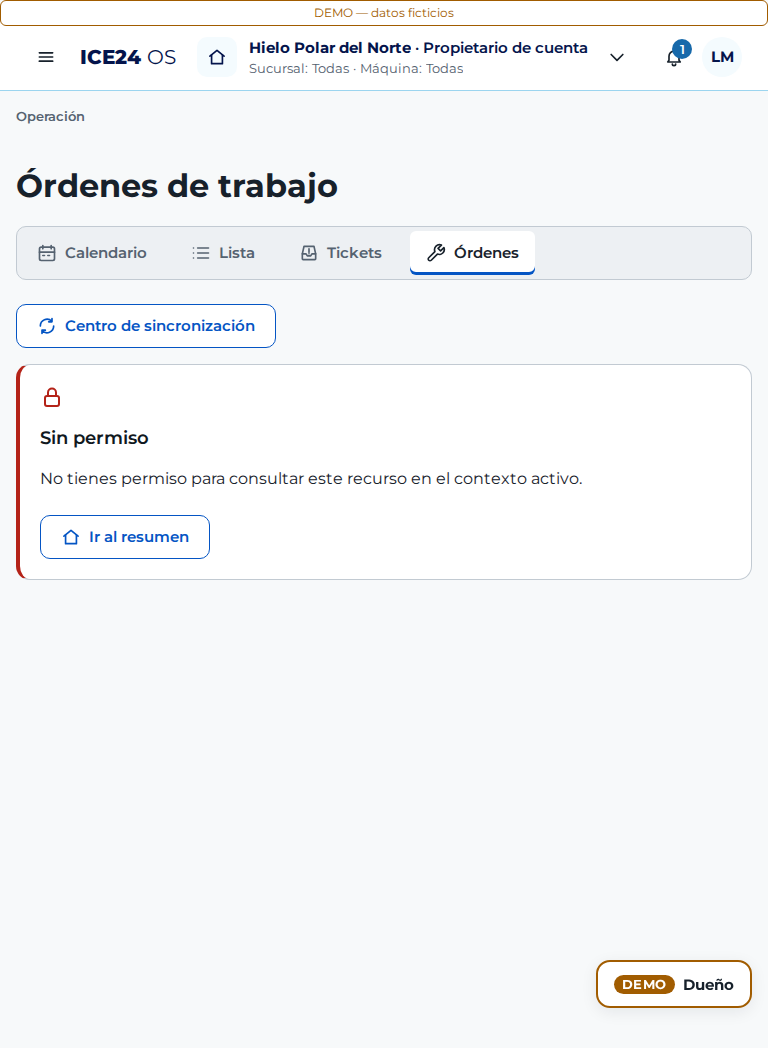 DEMO — datos ficticios
ICE24 OS
Hielo Polar del Norte · Propietario de cuenta
Sucursal: Todas · Máquina: Todas
1
LM
Operación
Órdenes de trabajo
Calendario
Lista
Tickets
Órdenes
Centro de sincronización
Sin permiso
No tienes permiso para consultar este recurso en el contexto activo.
Ir al resumen
DEMO Dueño